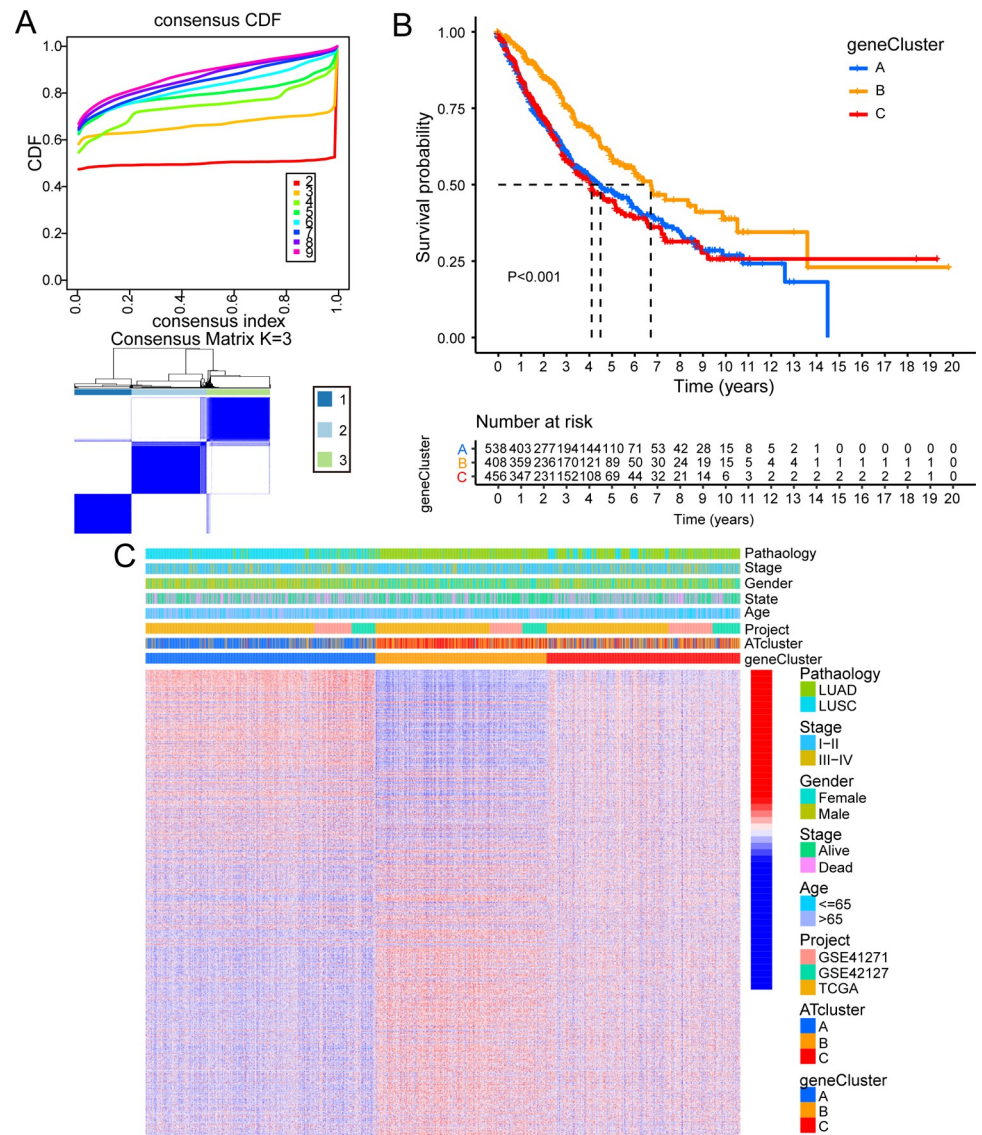 A
consensus CDF
CDF
1.0
0.8
0.6
0.4
0.2
0.0
2
3
4
5
6
7
8
9
0.0
0.2
0.4
0.6
0.8
1.0
consensus index
Consensus Matrix K=3
1
2
3
B
Survival probability
1.00
0.75
0.50
0.25
0.00
geneCluster
A
B
C
P<0.001
0 1 2 3 4 5 6 7 8 9 10 11 12 13 14 15 16 17 18 19 20
Time (years)
Number at risk
geneCluster
A 538 403 277 194 144 110 71 53 42 28 15 8 5 2 1 0 0 0 0 0 0
B 408 359 236 170 121 89 50 30 24 19 15 5 4 4 1 1 1 1 1 1 0
C 456 347 231 152 108 69 44 32 21 14 6 3 2 2 2 2 2 2 2 1 0
0 1 2 3 4 5 6 7 8 9 10 11 12 13 14 15 16 17 18 19 20
Time (years)
C
Pathaology
Stage
Gender
State
Age
Project
ATcluster
geneCluster
Pathaology
LUAD
LUSC
Stage
I−II
III−IV
Gender
Female
Male
Stage
Alive
Dead
Age
<=65
>65
Project
GSE41271
GSE42127
TCGA
ATcluster
A
B
C
geneCluster
A
B
C